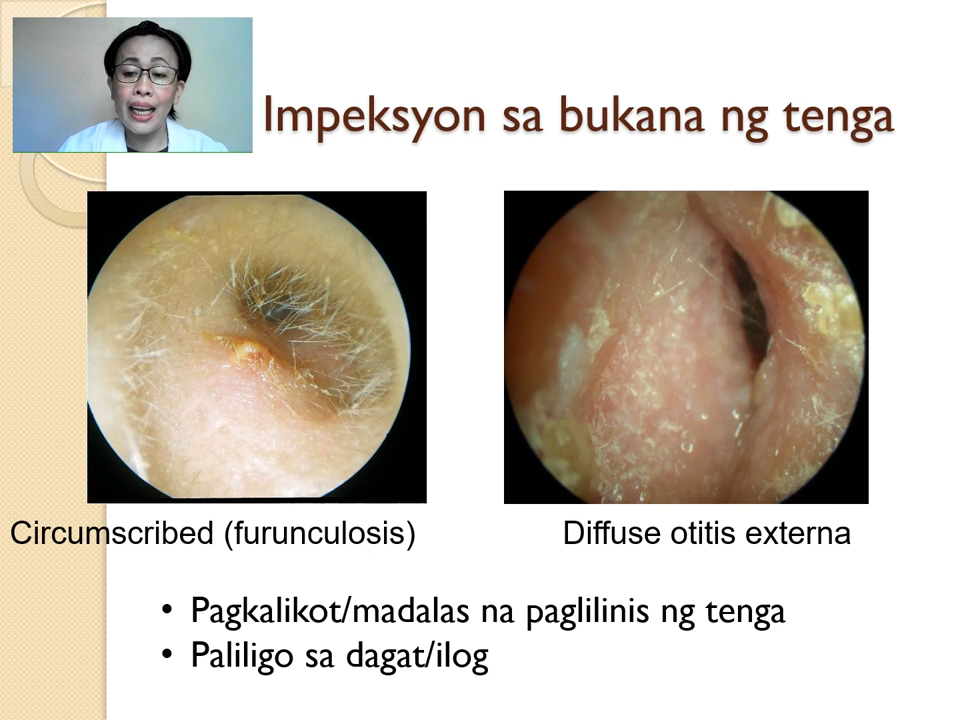 Impeksyon sa bukana ng tenga
Circumscribed (furunculosis)
Diffuse otitis externa
• Pagkalikot/madalas na paglilinis ng tenga
• Paliligo sa dagat/ilog